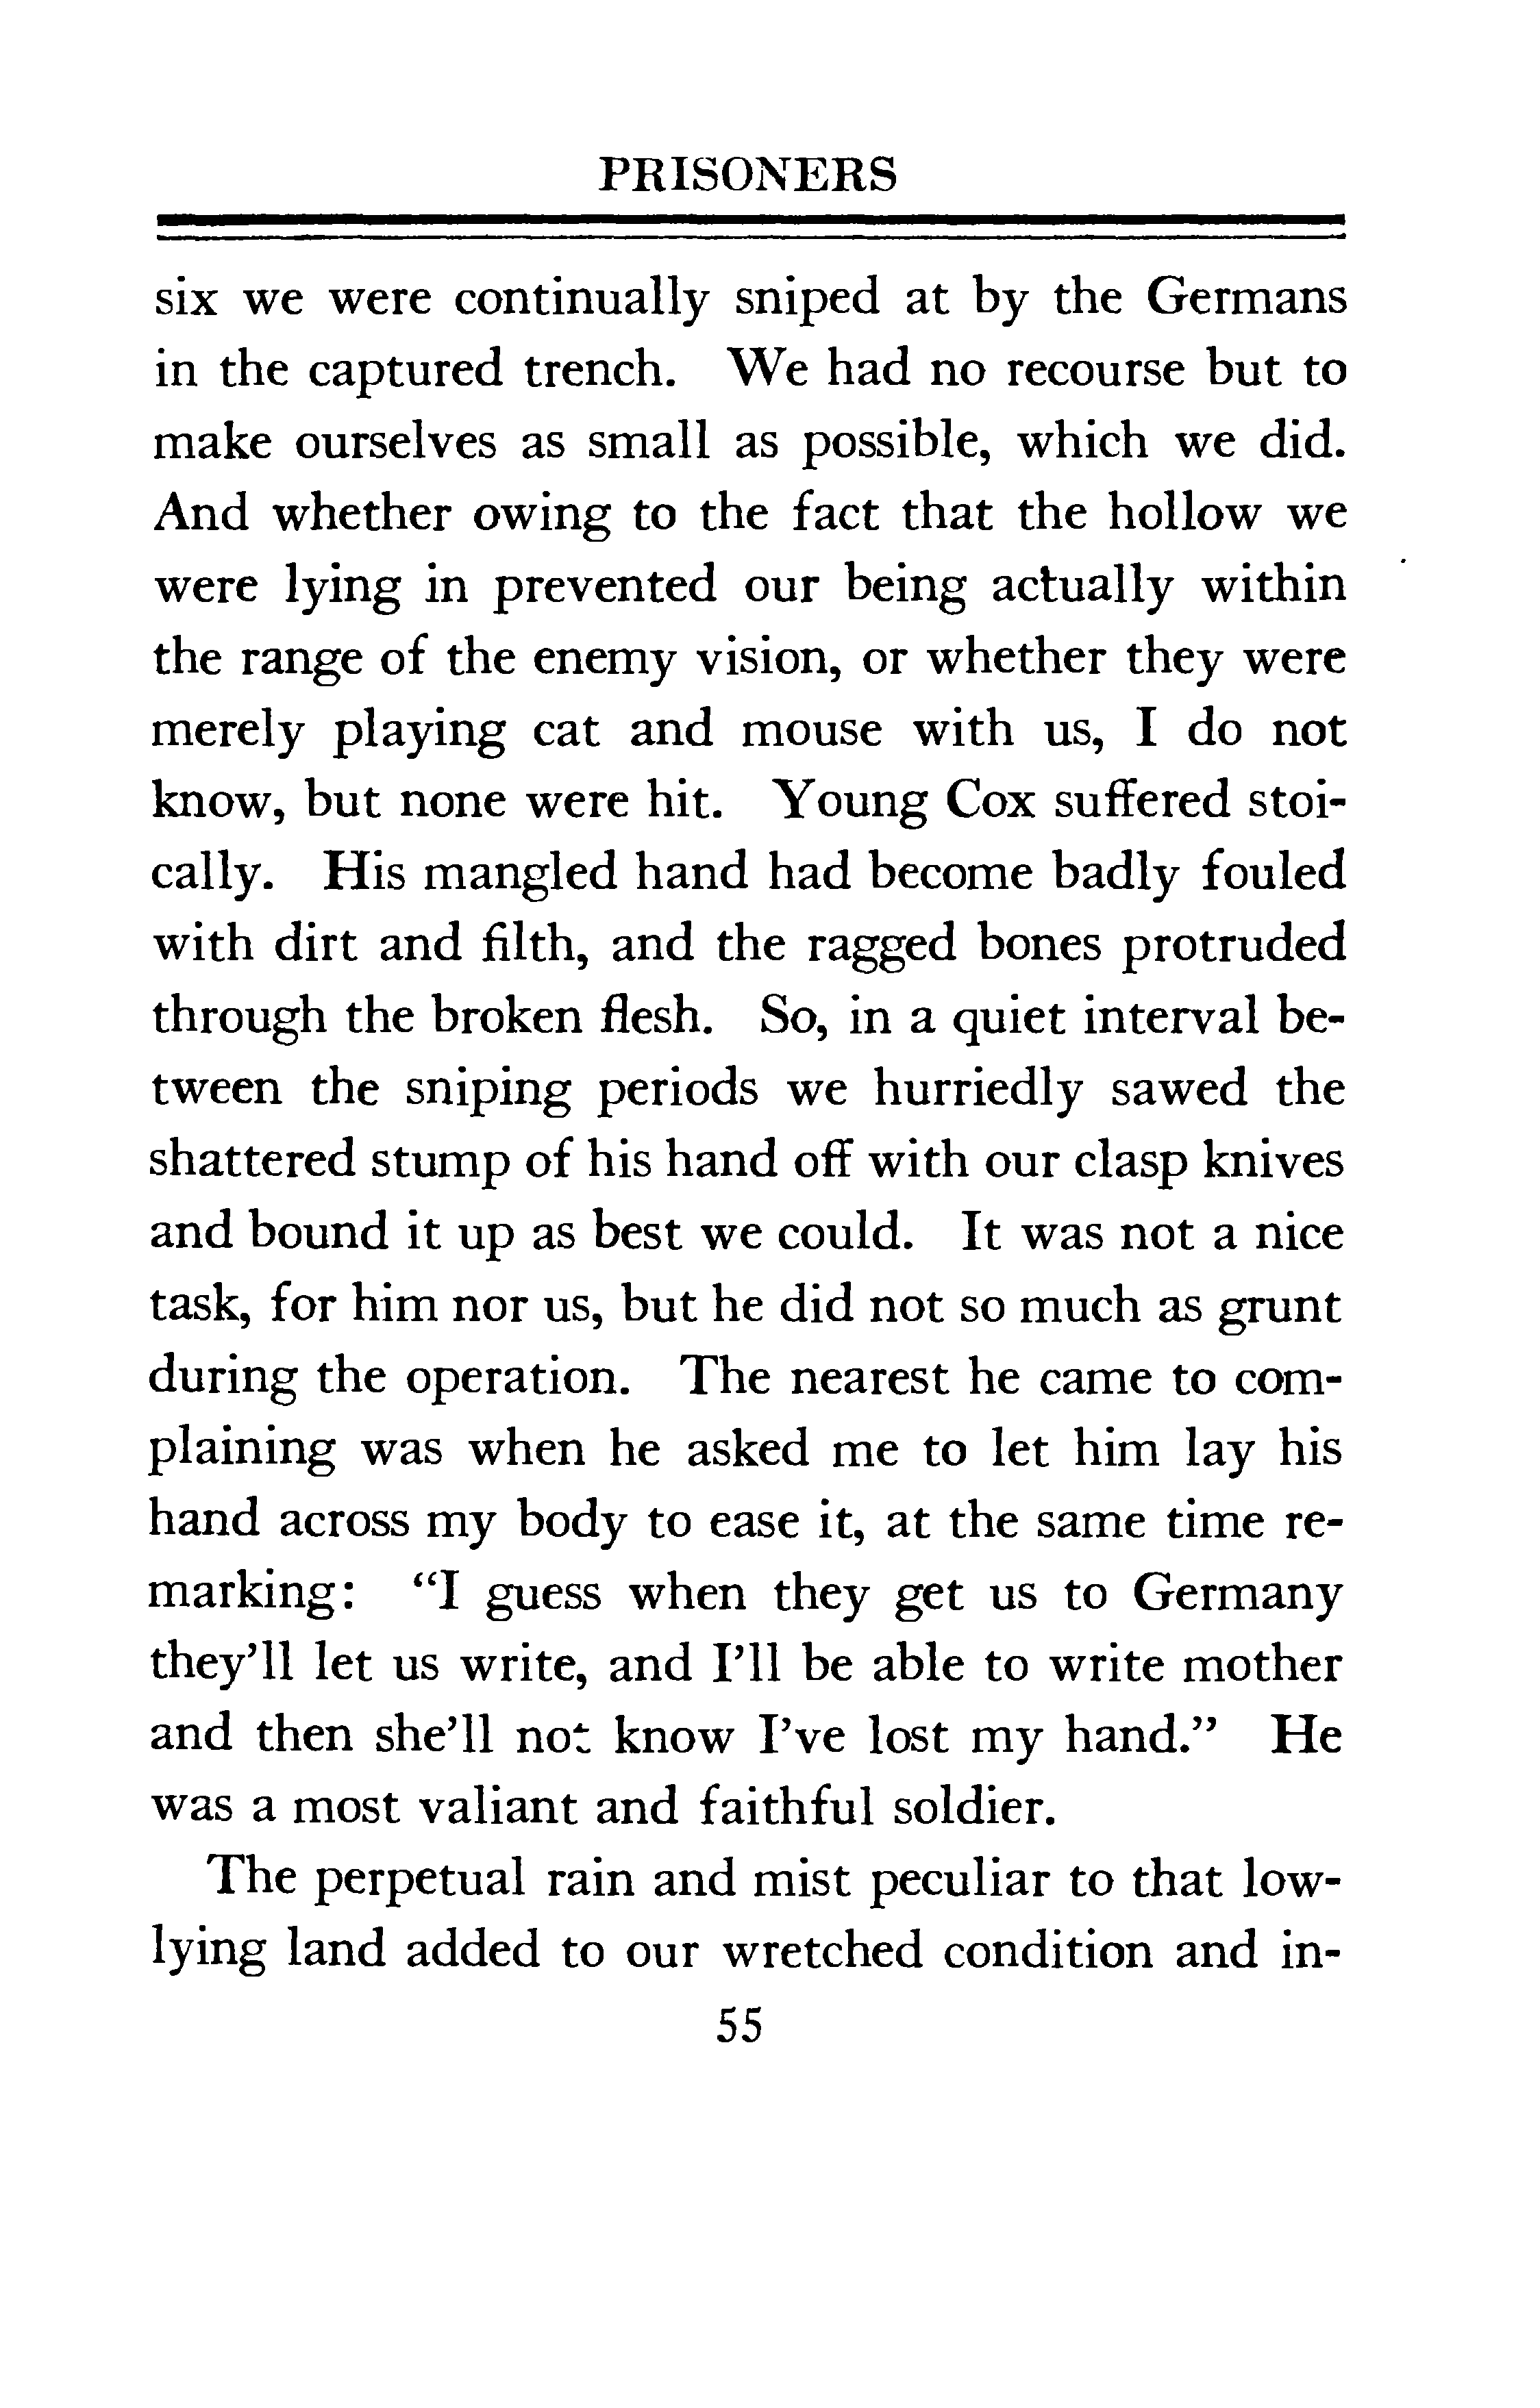 PRISONERS
six we were continually sniped at by the Germans
in the captured trench. We had no recourse but to
make ourselves as small as possible, which we did.
And whether owing to the fact that the hollow we
were lying in prevented our being actually within
the range of the enemy vision, or whether they were
merely playing cat and mouse with us, I do not
know, but none were hit. Young Cox suffered stoi-
cally. His mangled hand had become badly fouled
with dirt and filth, and the ragged bones protruded
through the broken flesh. So, in a quiet interval be-
tween the sniping periods we hurriedly sawed the
shattered stump of his hand off with our clasp knives
and bound it up as best we could. It was not a nice
task, for him nor us, but he did not so much as grunt
during the operation. The nearest he came to com-
plaining was when he asked me to let him lay his
hand across my body to ease it, at the same time re-
marking: “I guess when they get us to Germany
they’ll let us write, and I’ll be able to write mother
and then she’ll not know I’ve lost my hand.” He
was a most valiant and faithful soldier.
The perpetual rain and mist peculiar to that low-
lying land added to our wretched condition and in-
55